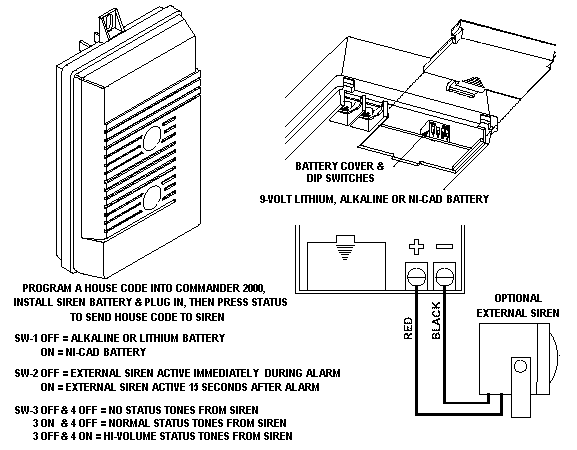 BATTERY COVER &
DIP SWITCHES
9-VOLT LITHIUM, ALKALINE OR NI-CAD BATTERY
PROGRAM A HOUSE CODE INTO COMMANDER 2000,
INSTALL SIREN BATTERY & PLUG IN, THEN PRESS STATUS
TO SEND HOUSE CODE TO SIREN
SW-1 OFF = ALKALINE OR LITHIUM BATTERY
ON = NI-CAD BATTERY
SW-2 OFF = EXTERNAL SIREN ACTIVE IMMEDIATELY DURING ALARM
ON = EXTERNAL SIREN ACTIVE 15 SECONDS AFTER ALARM
SW-3 OFF & 4 OFF = NO STATUS TONES FROM SIREN
3 ON & 4 OFF = NORMAL STATUS TONES FROM SIREN
3 OFF & 4 ON = HI-VOLUME STATUS TONES FROM SIREN
+ −
RED
BLACK
OPTIONAL
EXTERNAL SIREN